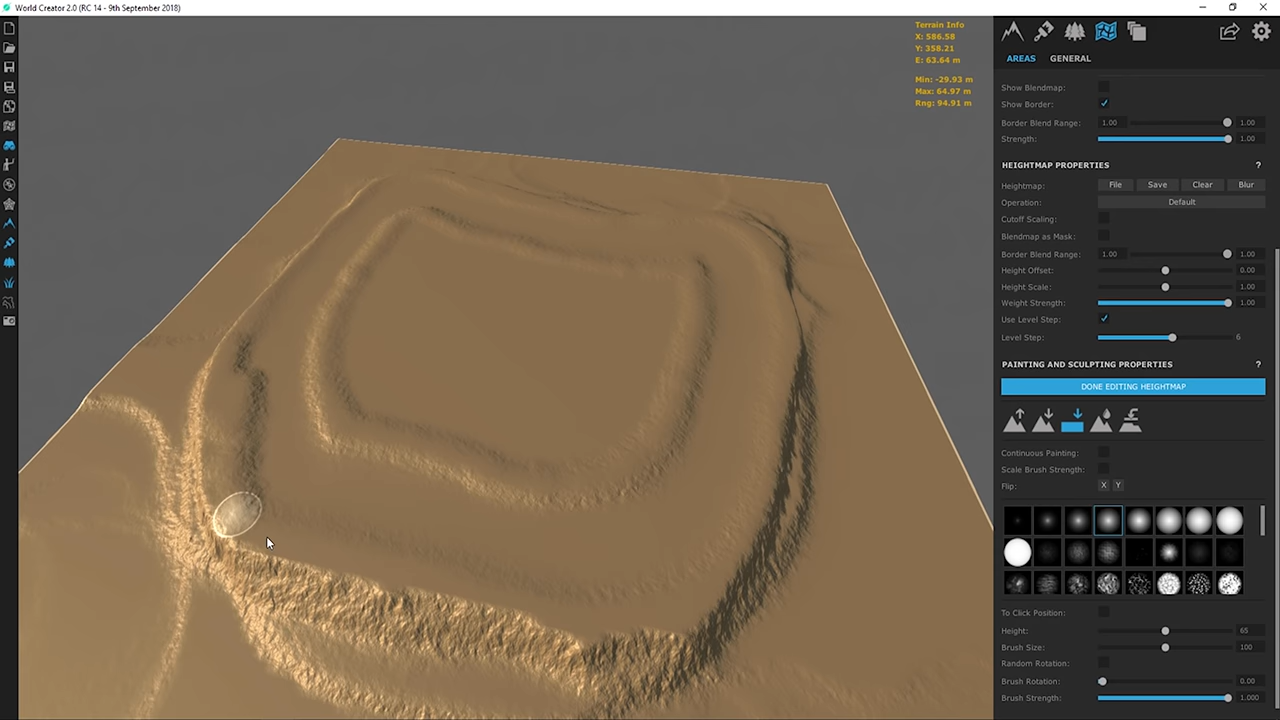 World Creator 2.0 (RC 14 - 9th September 2018)
Terrain Info
X: 586.58
Y: 358.21
E: 63.64 m
Min: -29.93 m
Max: 64.97 m
Rng: 94.91 m
AREAS GENERAL
Show Blendmap:
Show Border:
Border Blend Range: 1.00 1.00
Strength: 1.00
HEIGHTMAP PROPERTIES ?
Heightmap: File Save Clear Blur
Operation: Default
Cutoff Scaling:
Blendmap as Mask:
Border Blend Range: 1.00 1.00
Height Offset: 0.00
Height Scale: 1.00
Weight Strength: 1.00
Use Level Step:
Level Step: 6
PAINTING AND SCULPTING PROPERTIES ?
DONE EDITING HEIGHTMAP
Continuous Painting:
Scale Brush Strength:
Flip: X Y
To Click Position:
Height: 65
Brush Size: 100
Random Rotation:
Brush Rotation: 0.00
Brush Strength: 1.000